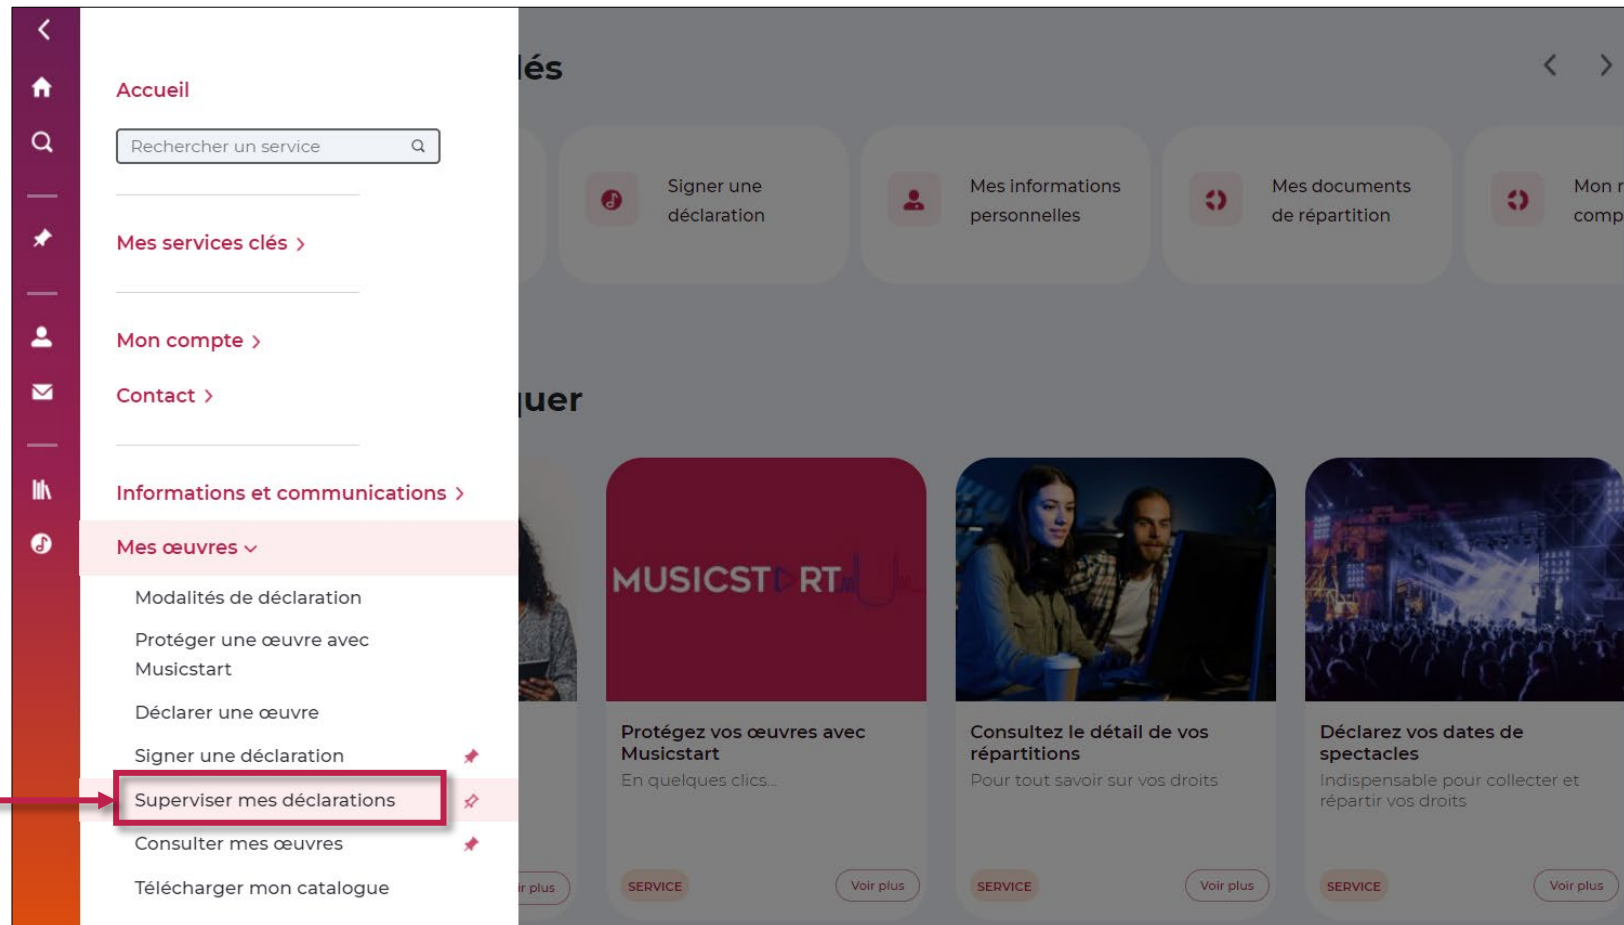 Accueil
Rechercher un service
Mes services clés
Mon compte
Contact
Informations et communications
Mes œuvres
Modalités de déclaration
Protéger une œuvre avec
Musicstart
Déclarer une œuvre
Signer une déclaration
Superviser mes déclarations
Consulter mes œuvres
Télécharger mon catalogue
lés
Signer une
déclaration
Mes informations
personnelles
Mes documents
de répartition
Mon r
comp
quer
MUSICSTART
Protégez vos œuvres avec
Musicstart
En quelques clics...
SERVICE
Voir plus
Consultez le détail de vos
répartitions
Pour tout savoir sur vos droits
SERVICE
Voir plus
Déclarez vos dates de
spectacles
Indispensable pour collecter et
répartir vos droits
SERVICE
Voir plus
ir plus